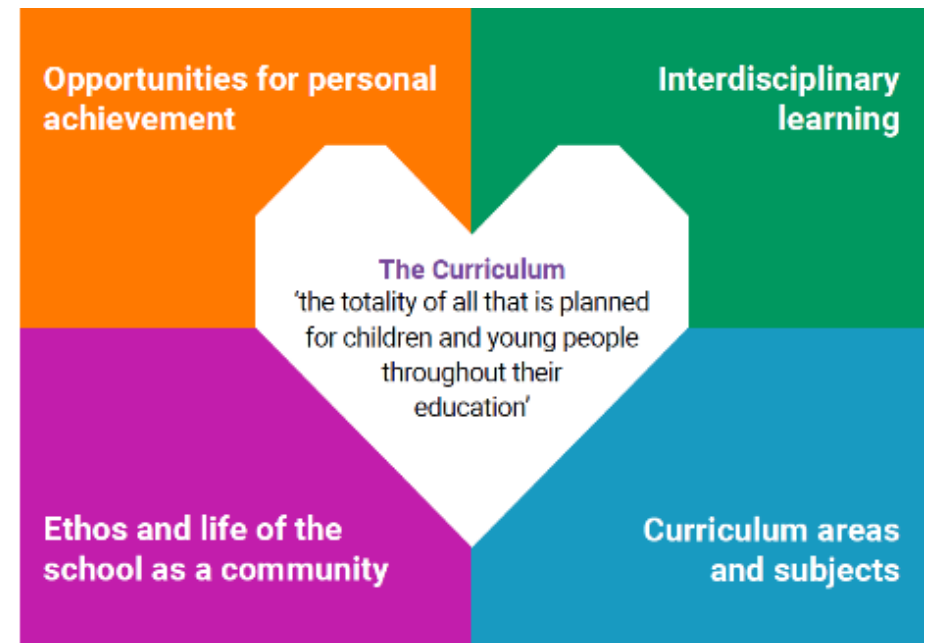 Opportunities for personal
achievement
Interdisciplinary
learning
The Curriculum
'the totality of all that is planned
for children and young people
throughout their
education'
Ethos and life of the
school as a community
Curriculum areas
and subjects